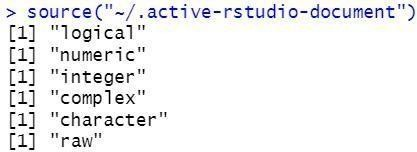 > source("~/.active-rstudio-document")
[1] "logical"
[1] "numeric"
[1] "integer"
[1] "complex"
[1] "character"
[1] "raw"